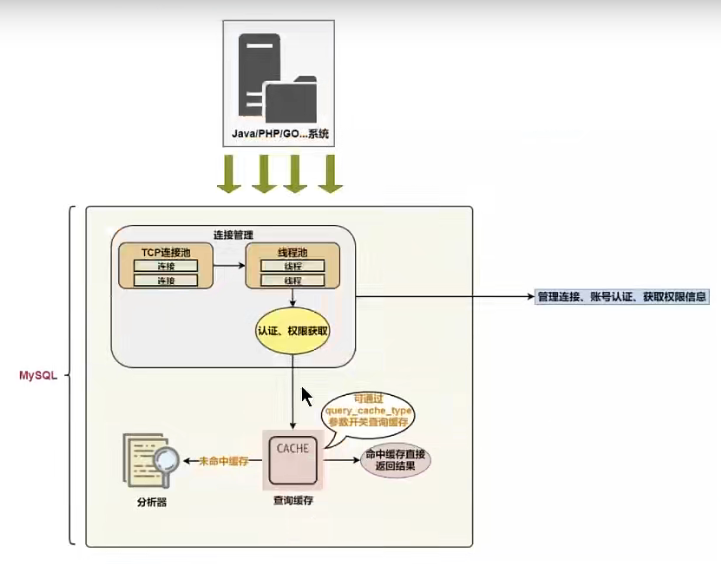 Java/PHP/GO...系统
连接管理
TCP连接池
连接
连接
线程池
线程
线程
认证、权限获取
管理连接、账号认证、获取权限信息
MySQL
可通过
query_cache_type
参数开关查询缓存
CACHE
未命中缓存
命中缓存直接
返回结果
分析器
查询缓存